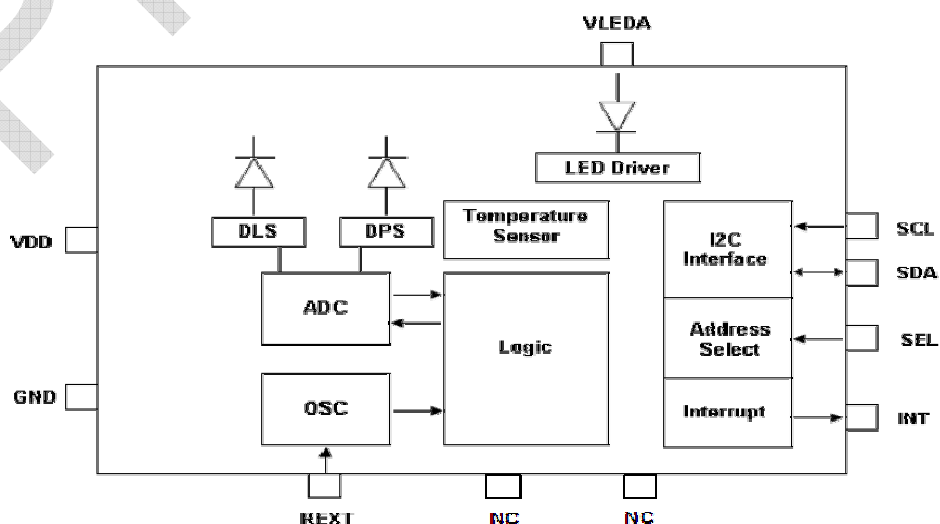 VLEDA
LED Driver
DLS
DPS
Temperature
Sensor
VDD
I2C
Interface
SCL
SDA
ADC
Logic
Address
Select
SEL
GND
OSC
Interrupt
INT
REXT
NC
NC